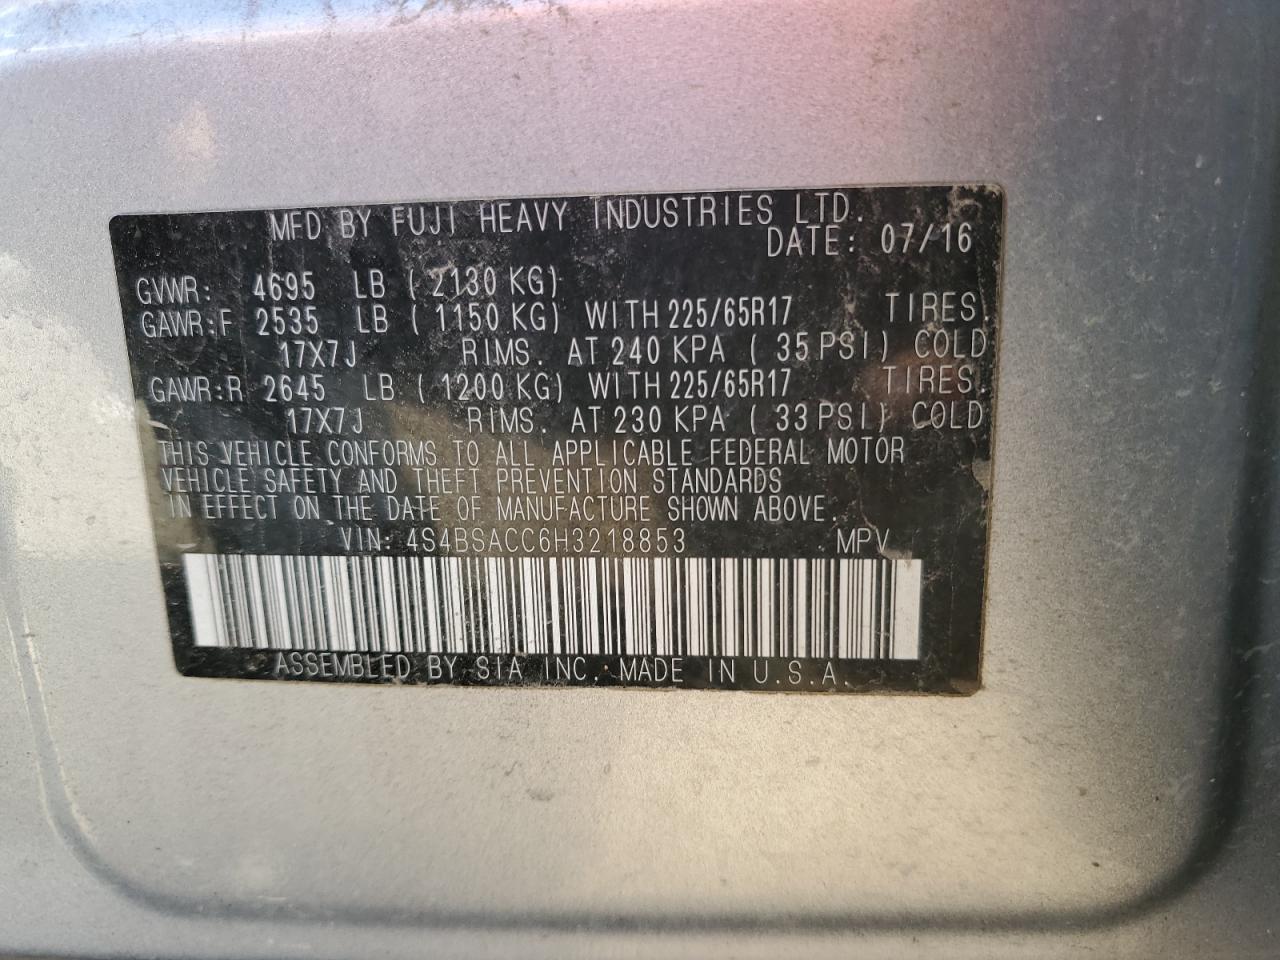 MFD BY FUJI HEAVY INDUSTRIES LTD.
DATE: 07/16
GVWR: 4695 LB (2130 KG)
GAWR:F 2535 LB (1150 KG) WITH 225/65R17 TIRES,
17X7J RIMS. AT 240 KPA (35 PSI) COLD
GAWR:R 2645 LB (1200 KG) WITH 225/65R17 TIRES,
17X7J RIMS. AT 230 KPA (33 PSI) COLD
THIS VEHICLE CONFORMS TO ALL APPLICABLE FEDERAL MOTOR
VEHICLE SAFETY AND THEFT PREVENTION STANDARDS
IN EFFECT ON THE DATE OF MANUFACTURE SHOWN ABOVE.
VIN: 4S4BSACC6H3218853 MPV
ASSEMBLED BY SIA INC. MADE IN U.S.A.